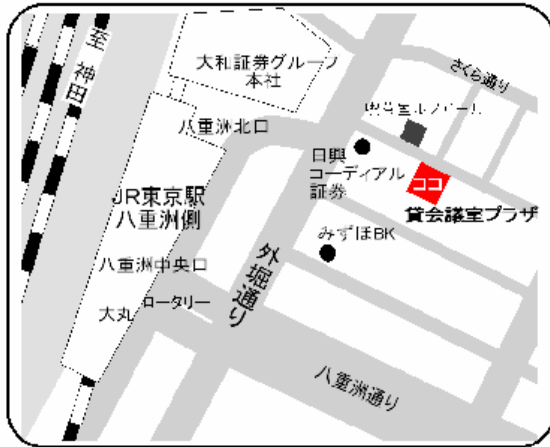 至 神田
大和証券グループ
本社
さくら通り
八重洲北口
日興
コーディアル
証券
ココ
貸会議室プラザ
JR東京駅
八重洲側
みずほBK
外堀通り
八重洲中央口
大丸
ロータリー
八重洲通り